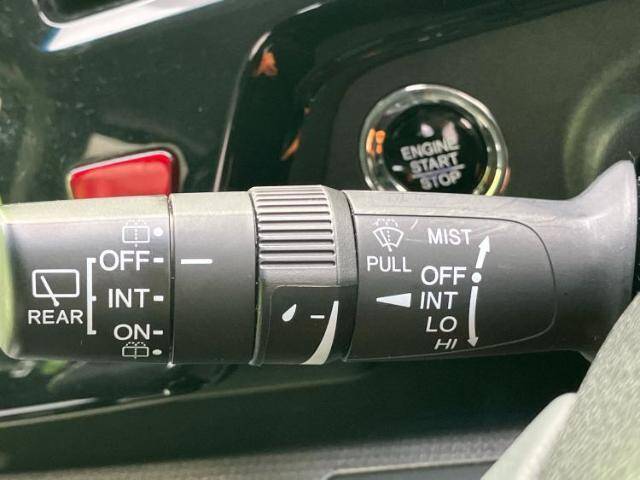 ENGINE
START
STOP
OFF
INT
ON
REAR
MIST
PULL
OFF
INT
LO
HI